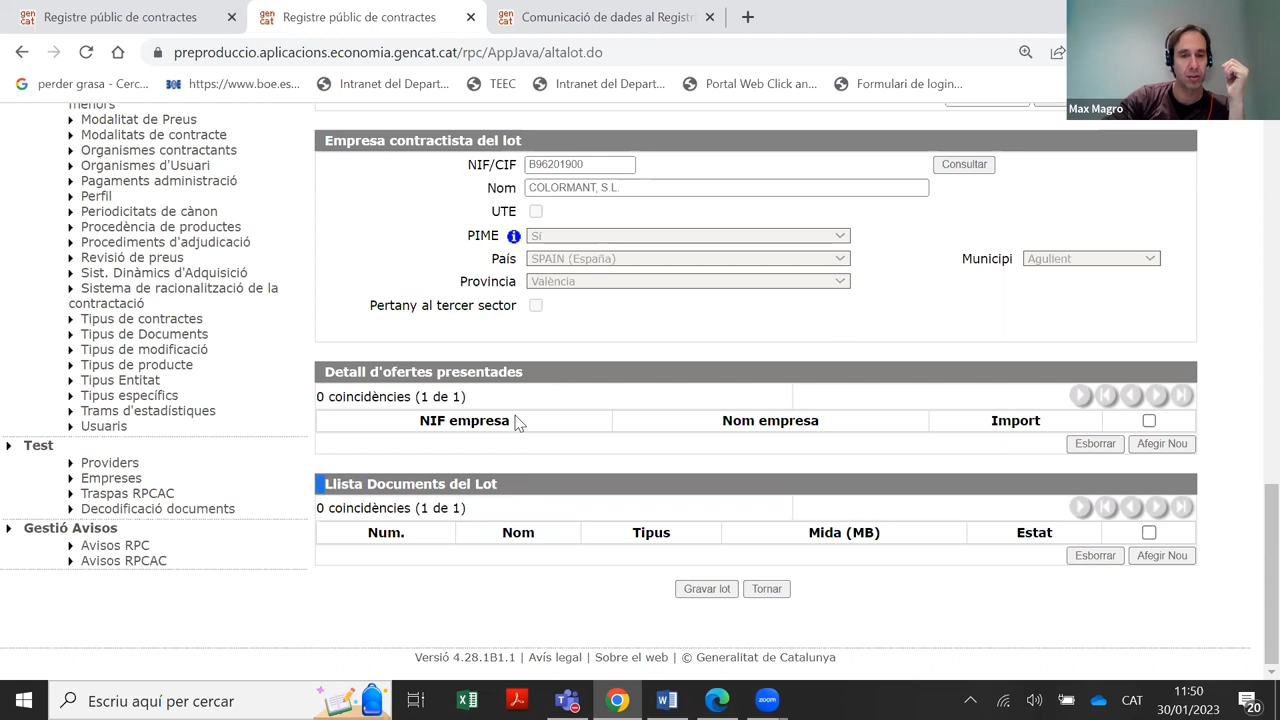 Registre públic de contractes
Registre públic de contractes
Comunicació de dades al Registr
preproduccio.aplicacions.economia.gencat.cat/rpc/AppJava/altalot.do
perder grasa - Cerc...
https://www.boe.es...
Intranet del Depart...
TEEC
Intranet del Depart...
Portal Web Click an...
Formulari de licitac
Max Magro
menors
Modalitat de Preus
Modalitats de contracte
Organismes contractants
Organismes d'Usuari
Pagaments administració
Perfil
Periodicitats de cànon
Procedència de productes
Procediments d'adjudicació
Revisió de preus
Sist. Dinàmics d'Adquisició
Sistema de racionalització de la
contractació
Tipus de contractes
Tipus de Documents
Tipus de modificació
Tipus de producte
Tipus Entitat
Tipus específics
Trams d'estadístiques
Usuaris
Test
Providers
Empreses
Traspas RPCAC
Decodificació documents
Gestió Avisos
Avisos RPC
Avisos RPCAC
Empresa contractista del lot
NIF/CIF B96201900 Consultar
Nom COLORMANT, S.L.
UTE
PIME Sí
País SPAIN (España) Municipi Agullent
Provincia València
Pertany al tercer sector
Detall d'ofertes presentades
0 coincidències (1 de 1)
NIF empresa Nom empresa Import
Esborrar Afegir Nou
Llista Documents del Lot
0 coincidències (1 de 1)
Num. Nom Tipus Mida (MB) Estat
Esborrar Afegir Nou
Gravar lot Tornar
Versió 4.28.1B1.1 | Avís legal | Sobre el web | © Generalitat de Catalunya
Escriu aquí per cercar
CAT
11:50
30/01/2023
20